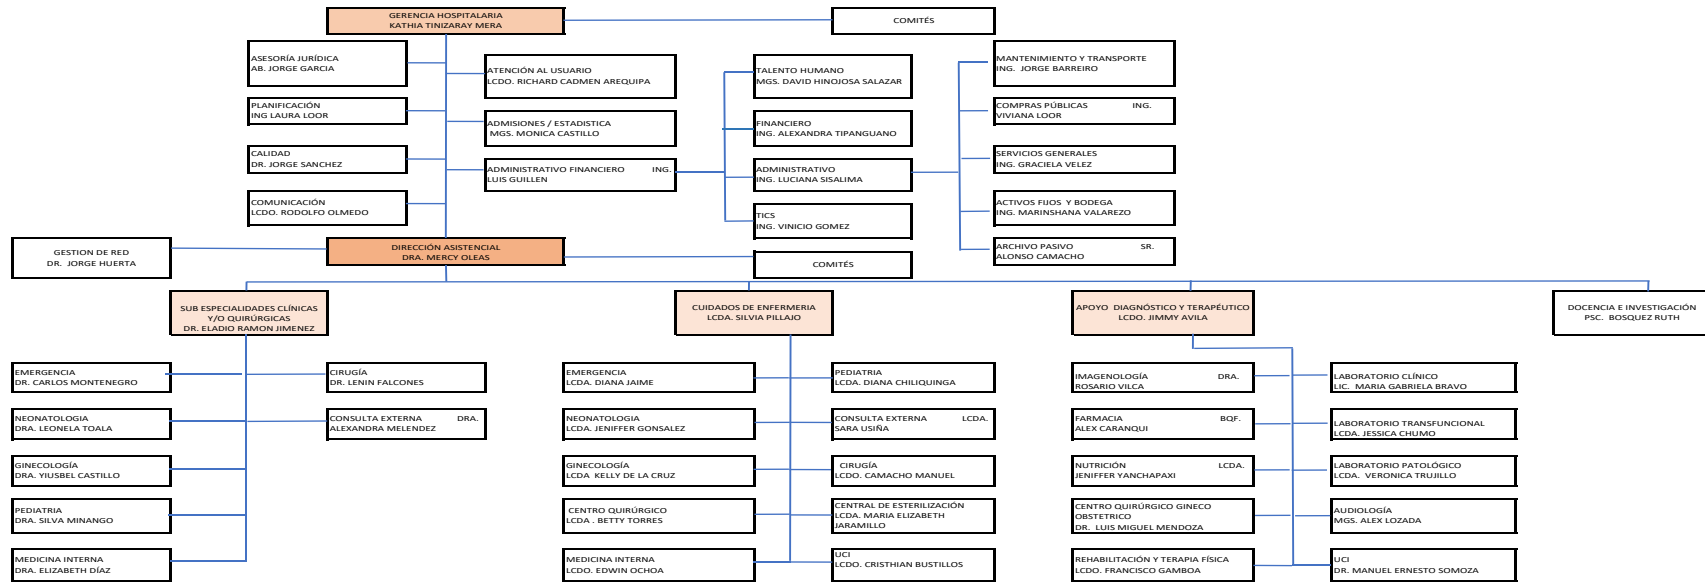 GERENCIA HOSPITALARIA
KATHIA TINIZARAY MERA
COMITÉS
ASESORÍA JURÍDICA
AB. JORGE GARCIA
PLANIFICACIÓN
ING LAURA LOOR
CALIDAD
DR. JORGE SANCHEZ
COMUNICACIÓN
LCDO. RODOLFO OLMEDO
ATENCIÓN AL USUARIO
LCDO. RICHARD CADMEN AREQUIPA
ADMISIONES / ESTADISTICA
MGS. MONICA CASTILLO
ADMINISTRATIVO FINANCIERO ING.
LUIS GUILLEN
TALENTO HUMANO
MGS. DAVID HINOJOSA SALAZAR
FINANCIERO
ING. ALEXANDRA TIPANGUANO
ADMINISTRATIVO
ING. LUCIANA SISALIMA
TICS
ING. VINICIO GOMEZ
MANTENIMIENTO Y TRANSPORTE
ING. JORGE BARREIRO
COMPRAS PÚBLICAS ING.
VIVIANA LOOR
SERVICIOS GENERALES
ING. GRACIELA VELEZ
ACTIVOS FIJOS Y BODEGA
ING. MARINSHANA VALAREZO
ARCHIVO PASIVO SR.
ALONSO CAMACHO
GESTION DE RED
DR. JORGE HUERTA
DIRECCIÓN ASISTENCIAL
DRA. MERCY OLEAS
COMITÉS
SUB ESPECIALIDADES CLÍNICAS
Y/O QUIRÚRGICAS
DR. ELADIO RAMON JIMENEZ
CUIDADOS DE ENFERMERIA
LCDA. SILVIA PILLAJO
APOYO DIAGNÓSTICO Y TERAPÉUTICO
LCDO. JIMMY AVILA
DOCENCIA E INVESTIGACIÓN
PSC. BOSQUEZ RUTH
EMERGENCIA
DR. CARLOS MONTENEGRO
NEONATOLOGIA
DRA. LEONELA TOALA
GINECOLOGÍA
DRA. YIUSBEL CASTILLO
PEDIATRIA
DRA. SILVA MINANGO
MEDICINA INTERNA
DRA. ELIZABETH DÍAZ
CIRUGÍA
DR. LENIN FALCONES
CONSULTA EXTERNA DRA.
ALEXANDRA MELENDEZ
EMERGENCIA
LCDA. DIANA JAIME
NEONATOLOGIA
LCDA. JENIFFER GONSALEZ
GINECOLOGÍA
LCDA KELLY DE LA CRUZ
CENTRO QUIRÚRGICO
LCDA . BETTY TORRES
MEDICINA INTERNA
LCDO. EDWIN OCHOA
PEDIATRIA
LCDA. DIANA CHILIQUINGA
CONSULTA EXTERNA LCDA.
SARA USIÑA
CIRUGÍA
LCDO. CAMACHO MANUEL
CENTRAL DE ESTERILIZACIÓN
LCDA. MARIA ELIZABETH
JARAMILLO
UCI
LCDO. CRISTHIAN BUSTILLOS
IMAGENOLOGÍA DRA.
ROSARIO VILCA
FARMACIA BQF.
ALEX CARANQUI
NUTRICIÓN LCDA.
JENIFFER YANCHAPAXI
CENTRO QUIRÚRGICO GINECO
OBSTETRICO
DR. LUIS MIGUEL MENDOZA
REHABILITACIÓN Y TERAPIA FÍSICA
LCDO. FRANCISCO GAMBOA
LABORATORIO CLÍNICO
LIC. MARIA GABRIELA BRAVO
LABORATORIO TRANSFUNCIONAL
LCDA. JESSICA CHUMO
LABORATORIO PATOLÓGICO
LCDA. VERONICA TRUJILLO
AUDIOLOGÍA
MGS. ALEX LOZADA
UCI
DR. MANUEL ERNESTO SOMOZA